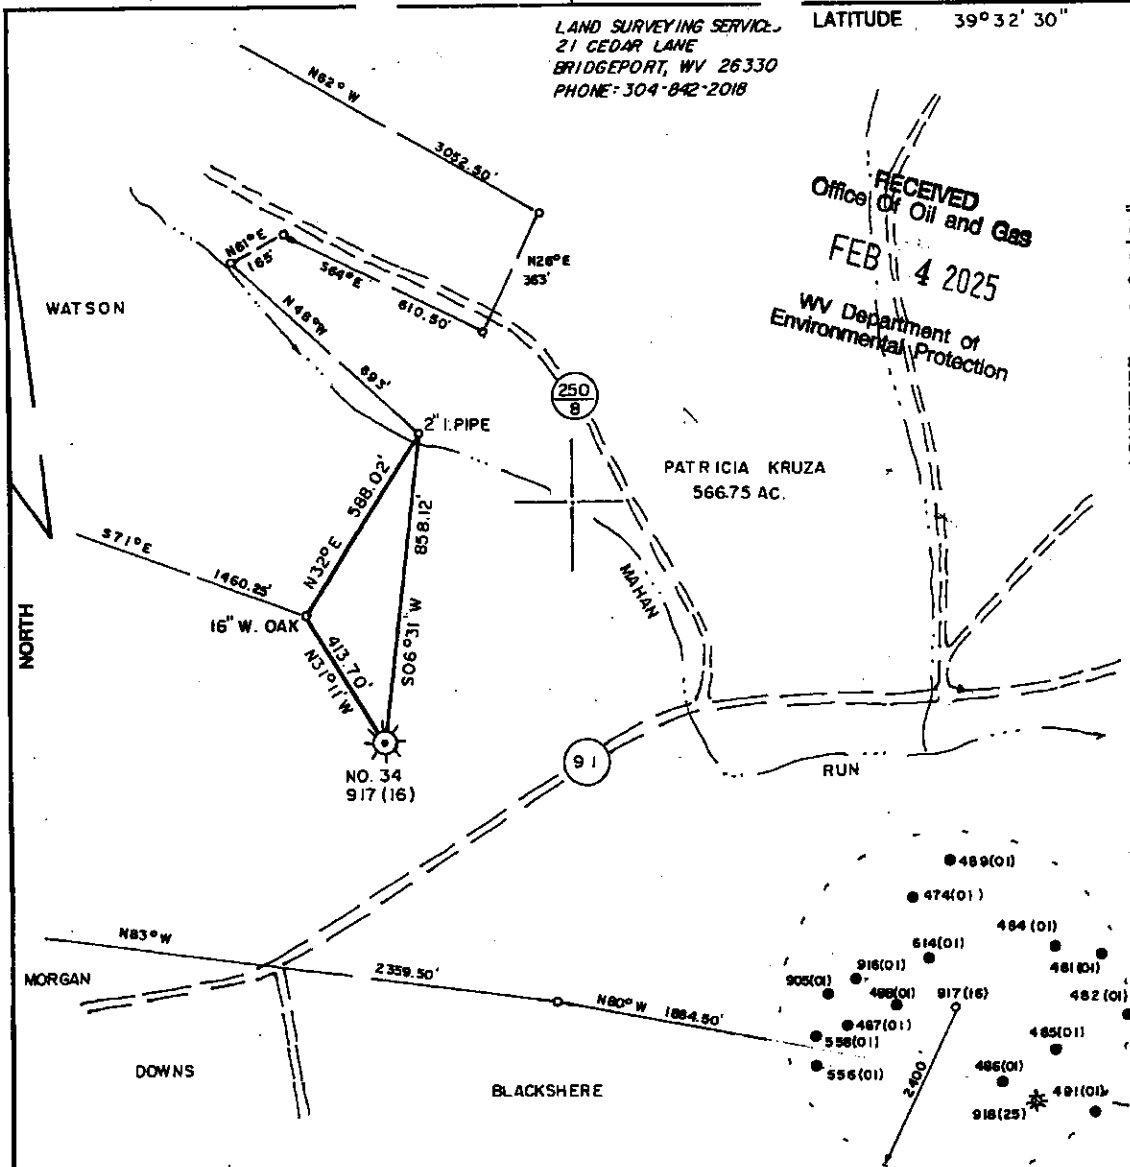 LAND SURVEYING SERVICES
21 CEDAR LANE
BRIDGEPORT, WV 26330
PHONE: 304-842-2018
LATITUDE 39° 32' 30"
RECEIVED
Office Of Oil and Gas
FEB 4 2025
WV Department of
Environmental Protection
N62° W
3052.50'
N26° E
363'
N61° E
165'
S64° E
610.50'
N48° W
693'
WATSON
2" I. PIPE
250
8
PATRICIA KRUZA
566.75 AC.
588.02'
N32° E
858.12'
S06° 31' W
S71° E
1460.25'
16" W. OAK
413.70'
N31° 11' W
NORTH
MAHAN
RUN
NO. 34
917 (16)
91
N83° W
2359.50'
N80° W
1884.50'
MORGAN
DOWNS
BLACKSHERE
489(01)
474(01)
484 (01)
614(01)
481(01)
916(01)
905(01)
488(01)
917(16)
482 (01)
487(01)
558(01)
485(01)
556(01)
486(01)
491(01)
918(25)
2400'